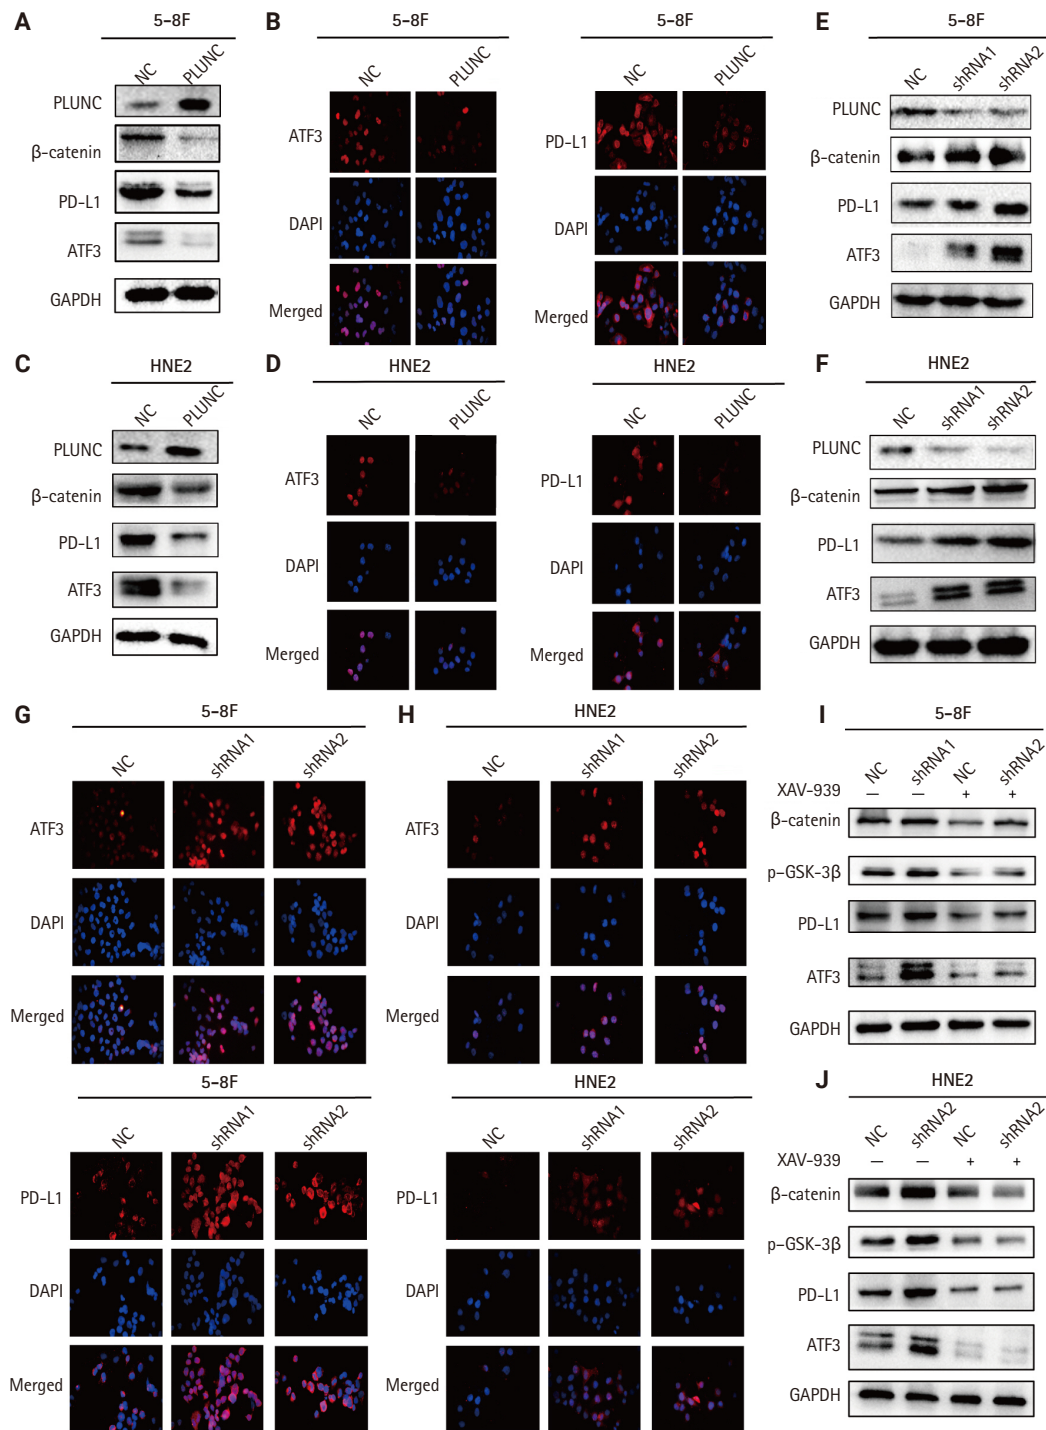 A
5-8F
NC PLUNC
PLUNC
β-catenin
PD-L1
ATF3
GAPDH
B
5-8F
NC PLUNC
ATF3
DAPI
Merged
5-8F
NC PLUNC
PD-L1
DAPI
Merged
E
5-8F
NC shRNA1 shRNA2
PLUNC
β-catenin
PD-L1
ATF3
GAPDH
C
HNE2
NC PLUNC
PLUNC
β-catenin
PD-L1
ATF3
GAPDH
D
HNE2
NC PLUNC
ATF3
DAPI
Merged
HNE2
NC PLUNC
PD-L1
DAPI
Merged
F
HNE2
NC shRNA1 shRNA2
PLUNC
β-catenin
PD-L1
ATF3
GAPDH
G
5-8F
NC shRNA1 shRNA2
ATF3
DAPI
Merged
5-8F
NC shRNA1 shRNA2
PD-L1
DAPI
Merged
H
HNE2
NC shRNA1 shRNA2
ATF3
DAPI
Merged
HNE2
NC shRNA1 shRNA2
PD-L1
DAPI
Merged
I
5-8F
NC shRNA1 NC shRNA2
XAV-939 — — + +
β-catenin
p-GSK-3β
PD-L1
ATF3
GAPDH
J
HNE2
NC shRNA2 NC shRNA2
XAV-939 — — + +
β-catenin
p-GSK-3β
PD-L1
ATF3
GAPDH